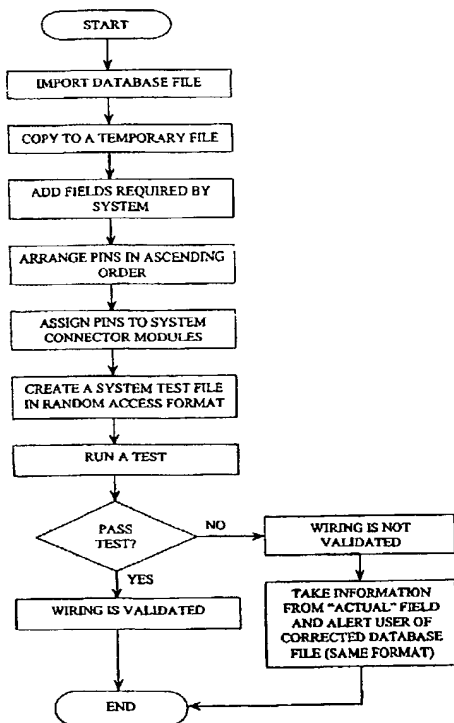 START
IMPORT DATABASE FILE
COPY TO A TEMPORARY FILE
ADD FIELDS REQUIRED BY
SYSTEM
ARRANGE PINS IN ASCENDING
ORDER
ASSIGN PINS TO SYSTEM
CONNECTOR MODULES
CREATE A SYSTEM TEST FILE
IN RANDOM ACCESS FORMAT
RUN A TEST
PASS
TEST?
NO
WIRING IS NOT
VALIDATED
YES
WIRING IS VALIDATED
TAKE INFORMATION
FROM "ACTUAL" FIELD
AND ALERT USER OF
CORRECTED DATABASE
FILE (SAME FORMAT)
END